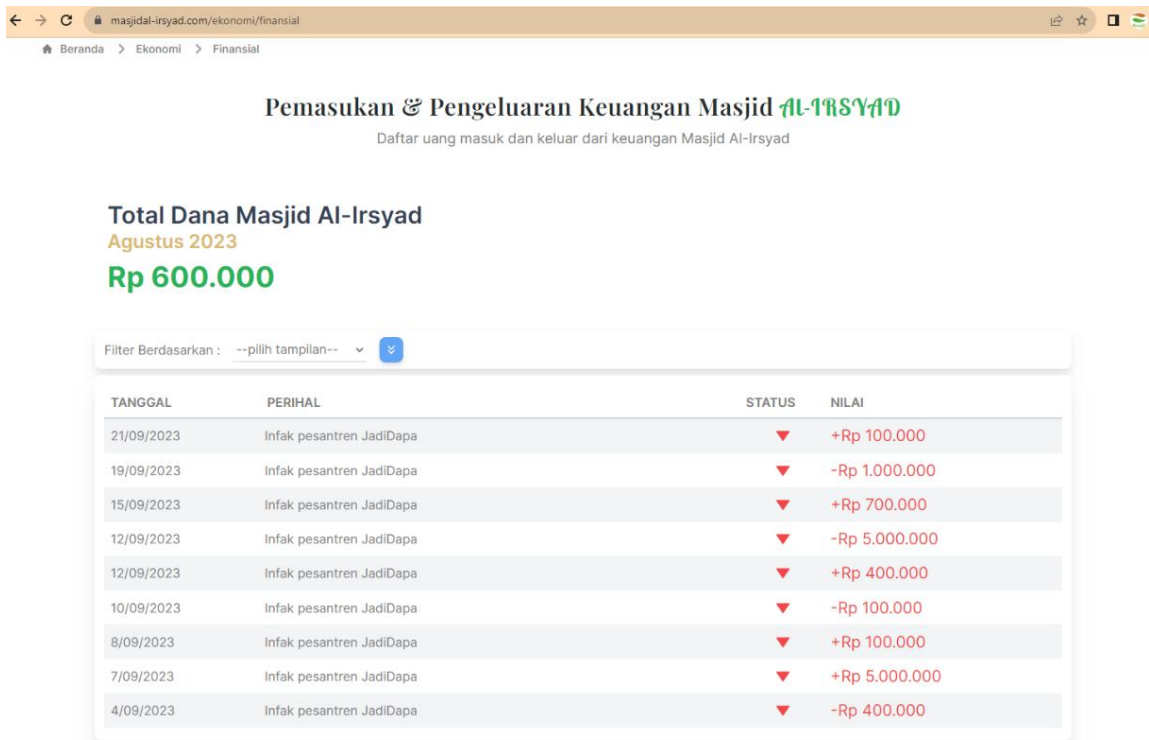 masjidal-irsyad.com/ekonomi/finansial
Beranda > Ekonomi > Finansial
Pemasukan & Pengeluaran Keuangan Masjid Al-IRSYAD
Daftar uang masuk dan keluar dari keuangan Masjid Al-Irsyad
Total Dana Masjid Al-Irsyad
Agustus 2023
Rp 600.000
Filter Berdasarkan : --pilih tampilan--
TANGGAL PERIHAL STATUS NILAI
21/09/2023 Infak pesantren JadiDapa +Rp 100.000
19/09/2023 Infak pesantren JadiDapa -Rp 1.000.000
15/09/2023 Infak pesantren JadiDapa +Rp 700.000
12/09/2023 Infak pesantren JadiDapa -Rp 5.000.000
12/09/2023 Infak pesantren JadiDapa +Rp 400.000
10/09/2023 Infak pesantren JadiDapa -Rp 100.000
8/09/2023 Infak pesantren JadiDapa +Rp 100.000
7/09/2023 Infak pesantren JadiDapa +Rp 5.000.000
4/09/2023 Infak pesantren JadiDapa -Rp 400.000